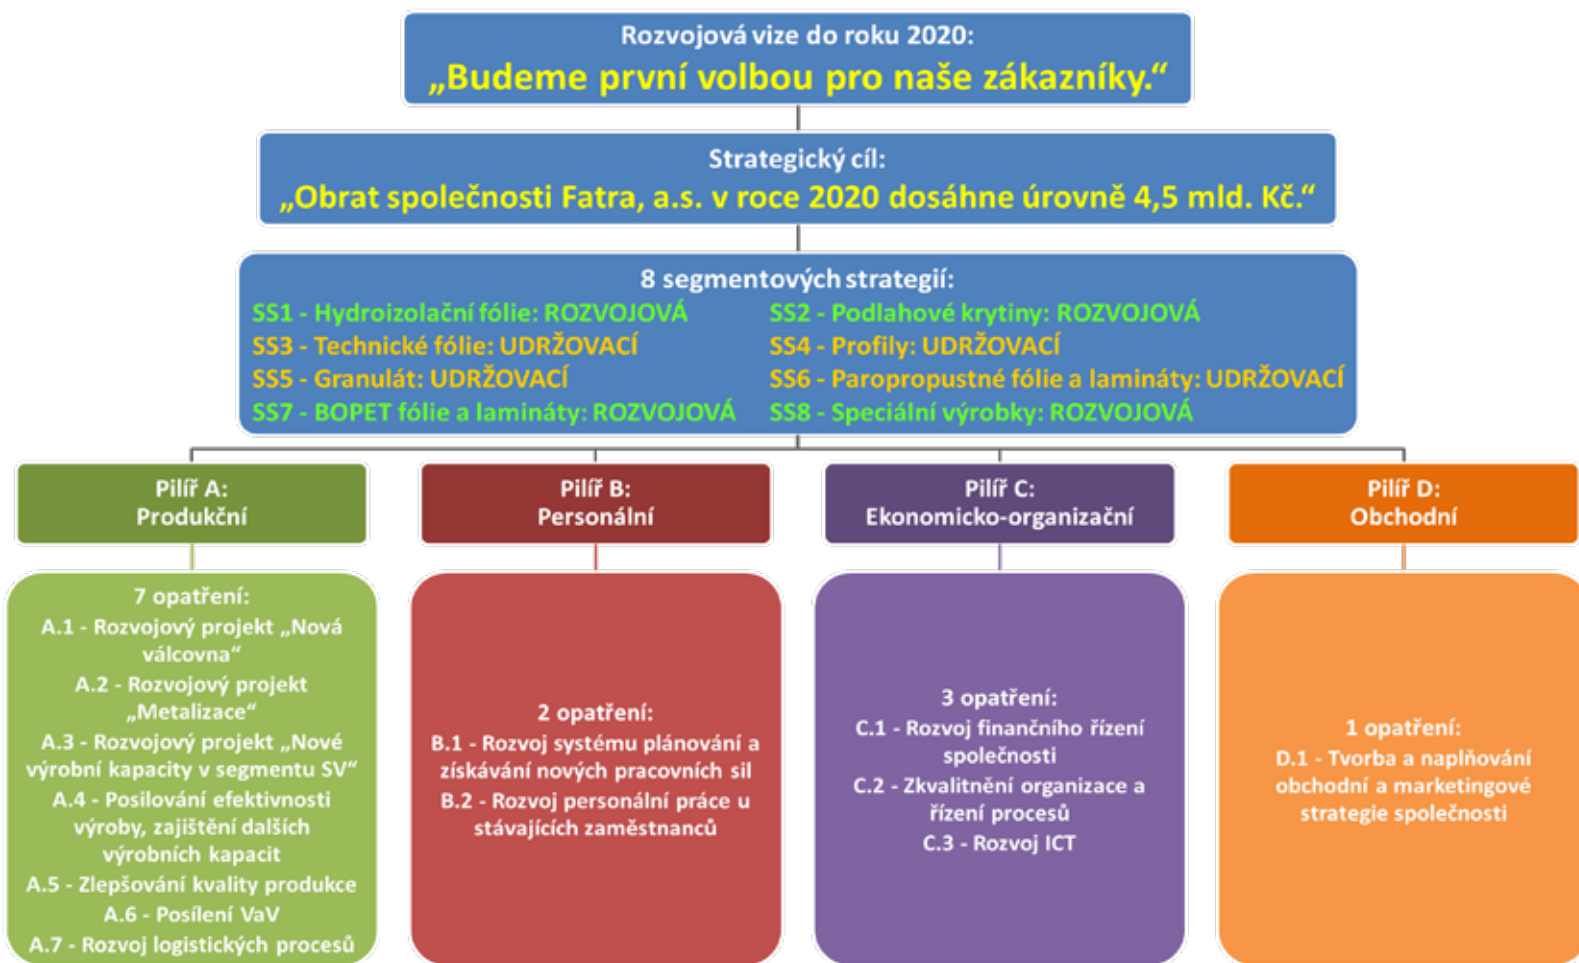 Rozvojová vize do roku 2020:
„Budeme první volbou pro naše zákazníky.“
Strategický cíl:
„Obrat společnosti Fatra, a.s. v roce 2020 dosáhne úrovně 4,5 mld. Kč.“
8 segmentových strategií:
SS1 - Hydroizolační fólie: ROZVOJOVÁ
SS2 - Podlahové krytiny: ROZVOJOVÁ
SS3 - Technické fólie: UDRŽOVACÍ
SS4 - Profily: UDRŽOVACÍ
SS5 - Granulát: UDRŽOVACÍ
SS6 - Paropropustné fólie a lamináty: UDRŽOVACÍ
SS7 - BOPET fólie a lamináty: ROZVOJOVÁ
SS8 - Speciální výrobky: ROZVOJOVÁ
Pilíř A:
Produkční
7 opatření:
A.1 - Rozvojový projekt „Nová
válcovna“
A.2 - Rozvojový projekt
„Metalizace“
A.3 - Rozvojový projekt „Nové
výrobní kapacity v segmentu SV“
A.4 - Posilování efektivnosti
výroby, zajištění dalších
výrobních kapacit
A.5 - Zlepšování kvality produkce
A.6 - Posílení VaV
A.7 - Rozvoj logistických procesů
Pilíř B:
Personální
2 opatření:
B.1 - Rozvoj systému plánování a
získávání nových pracovních sil
B.2 - Rozvoj personální práce u
stávajících zaměstnanců
Pilíř C:
Ekonomicko-organizační
3 opatření:
C.1 - Rozvoj finančního řízení
společnosti
C.2 - Zkvalitnění organizace a
řízení procesů
C.3 - Rozvoj ICT
Pilíř D:
Obchodní
1 opatření:
D.1 - Tvorba a naplňování
obchodní a marketingové
strategie společnosti